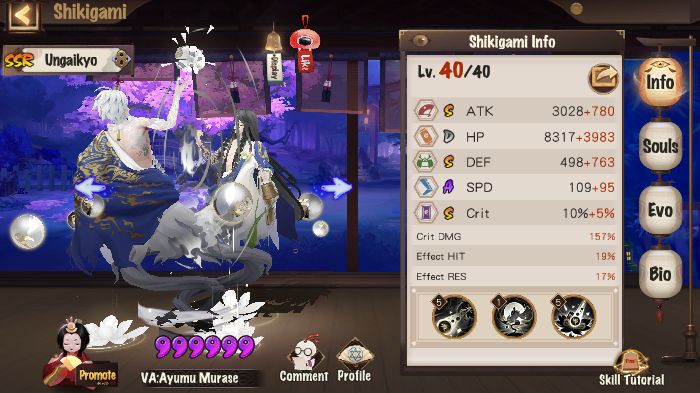 Shikigami
SSR Ungaikyo
Display
Like
Shikigami Info
Lv. 40/40
S ATK 3028+780
D HP 8317+3983
S DEF 498+763
A SPD 109+95
S Crit 10%+5%
Crit DMG 157%
Effect HIT 19%
Effect RES 17%
5 1 5
Info
Souls
Evo
Bio
999999
Promote
VA:Ayumu Murase
Comment
Profile
Skill Tutorial